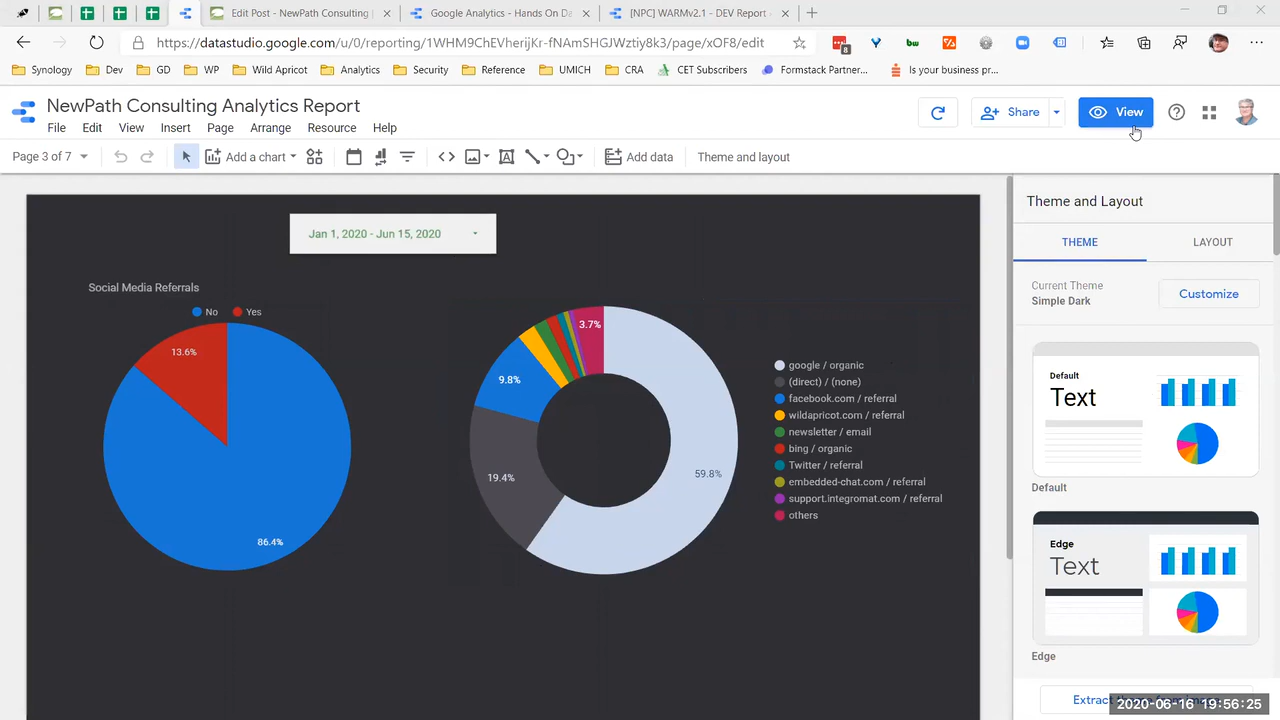 Edit Post - NewPath Consulting | Google Analytics - Hands On Da [NPC] WARMv2.1 - DEV Report
https://datastudio.google.com/u/0/reporting/1WHM9ChEVherijKr-fNAmSHGJWztiy8k3/page/xOF8/edit 8
Synology Dev GD WP Wild Apricot Analytics Security Reference UMICH CRA CET Subscribers Formstack Partner... Is your business pr...
NewPath Consulting Analytics Report
Share View
File Edit View Insert Page Arrange Resource Help
Page 3 of 7 Add a chart Add data Theme and layout
Jan 1, 2020 - Jun 15, 2020
Social Media Referrals
No Yes
13.6%
86.4%
3.7%
9.8%
19.4%
59.8%
google / organic
(direct) / (none)
facebook.com / referral
wildapricot.com / referral
newsletter / email
bing / organic
Twitter / referral
embedded-chat.com / referral
support.integromat.com / referral
others
Theme and Layout
THEME LAYOUT
Current Theme
Simple Dark
Customize
Default
Text
Default
Edge
Text
Edge
Extract
2020-06-16 19:56:25